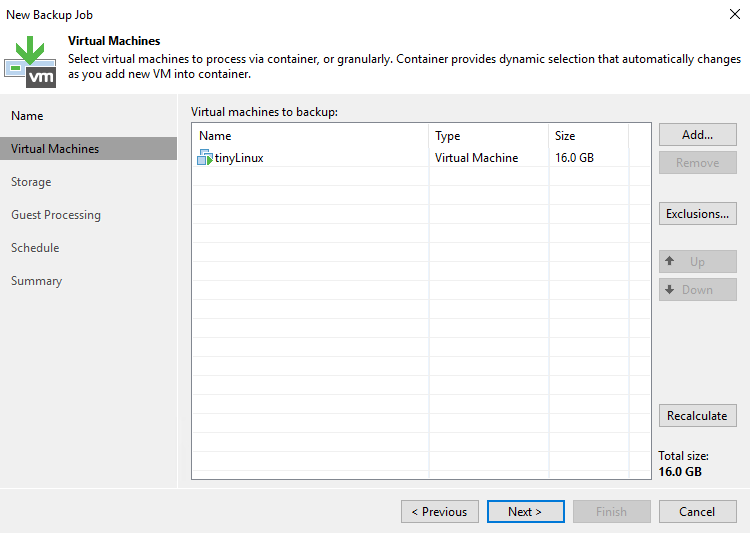 New Backup Job
Virtual Machines
Select virtual machines to process via container, or granularly. Container provides dynamic selection that automatically changes
as you add new VM into container.
vm
Name
Virtual Machines
Storage
Guest Processing
Schedule
Summary
Virtual machines to backup:
Name Type Size
tinyLinux Virtual Machine 16.0 GB
Add...
Remove
Exclusions...
Up
Down
Recalculate
Total size:
16.0 GB
< Previous Next > Finish Cancel